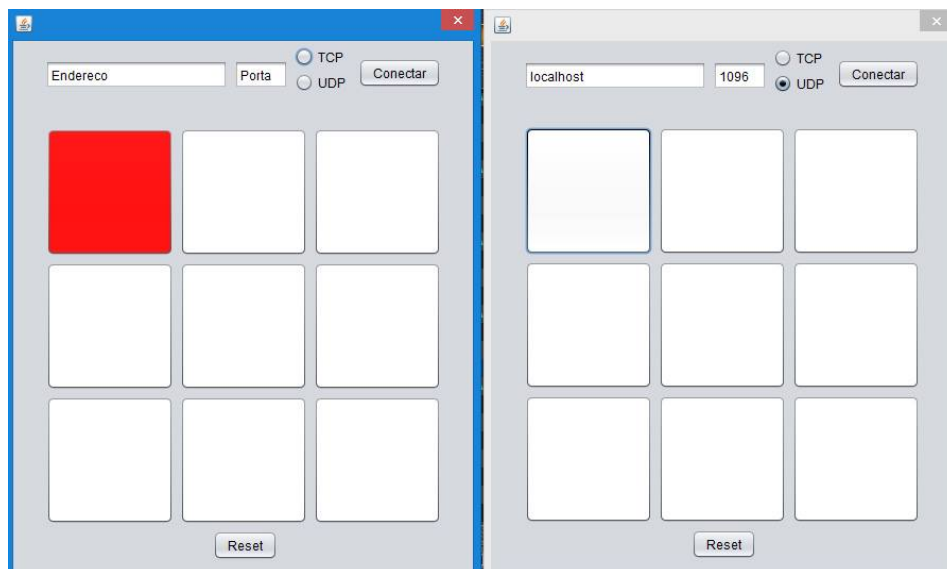 TCP
Endereco Porta Conectar
UDP
Reset
TCP
localhost 1096 Conectar
UDP
Reset